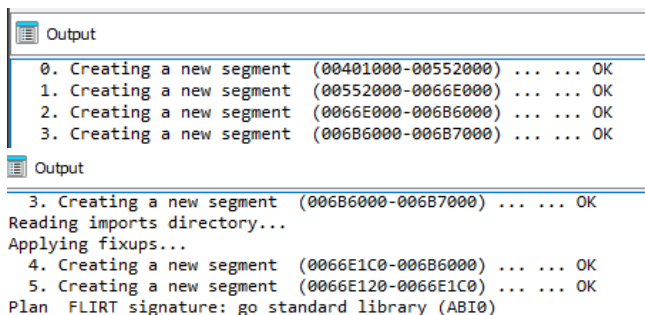 Output
0. Creating a new segment  (00401000-00552000) ... ... OK
1. Creating a new segment  (00552000-0066E000) ... ... OK
2. Creating a new segment  (0066E000-006B6000) ... ... OK
3. Creating a new segment  (006B6000-006B7000) ... ... OK
Output
3. Creating a new segment  (006B6000-006B7000) ... ... OK
Reading imports directory...
Applying fixups...
4. Creating a new segment  (0066E1C0-006B6000) ... ... OK
5. Creating a new segment  (0066E120-0066E1C0) ... ... OK
Plan  FLIRT signature: go standard library (ABI0)